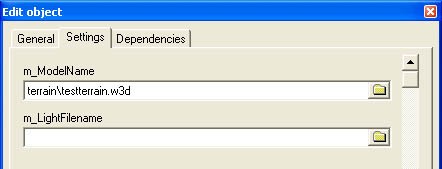 Edit object
General Settings Dependencies
m_ModelName
terrain\testterrain.w3d
m_LightFilename